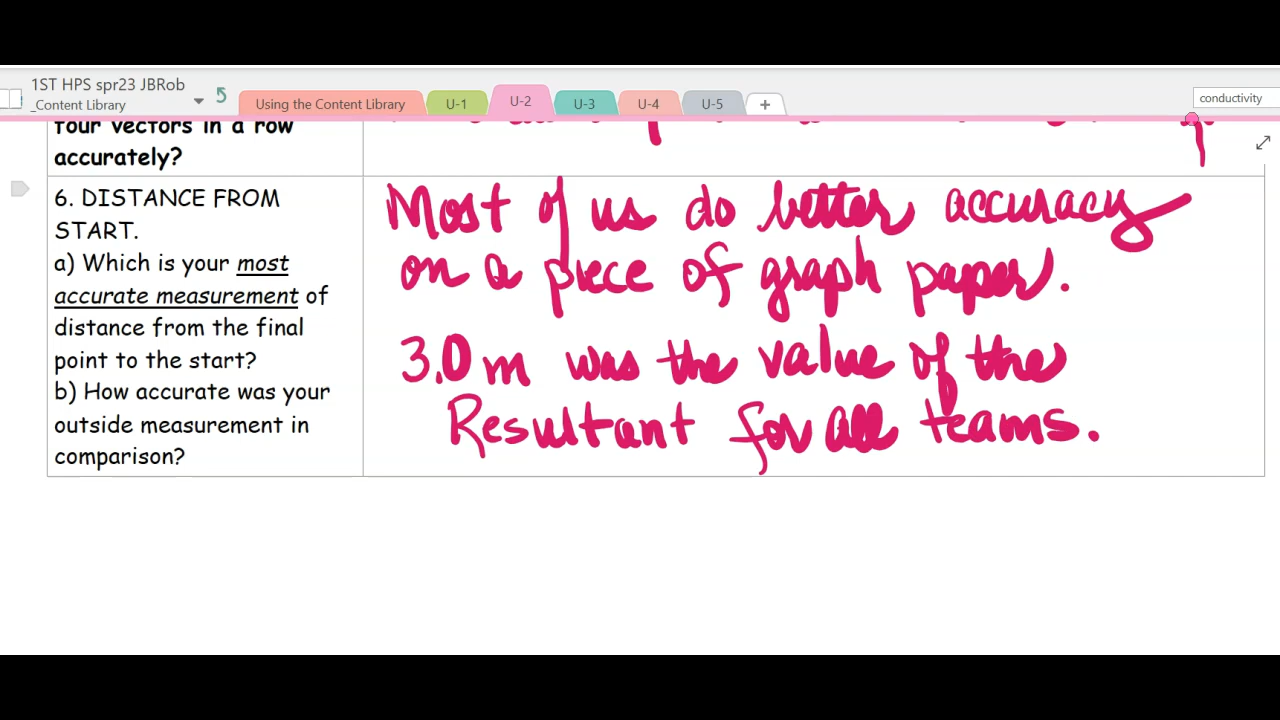 1ST HPS spr23 JBRob
_Content Library
Using the Content Library
U-1
U-2
U-3
U-4
U-5
+
conductivity
four vectors in a row
accurately?
6. DISTANCE FROM
START.
a) Which is your most
accurate measurement of
distance from the final
point to the start?
b) How accurate was your
outside measurement in
comparison?
Most of us do better accuracy
on a piece of graph paper.
3.0 m was the value of the
Resultant for all teams.